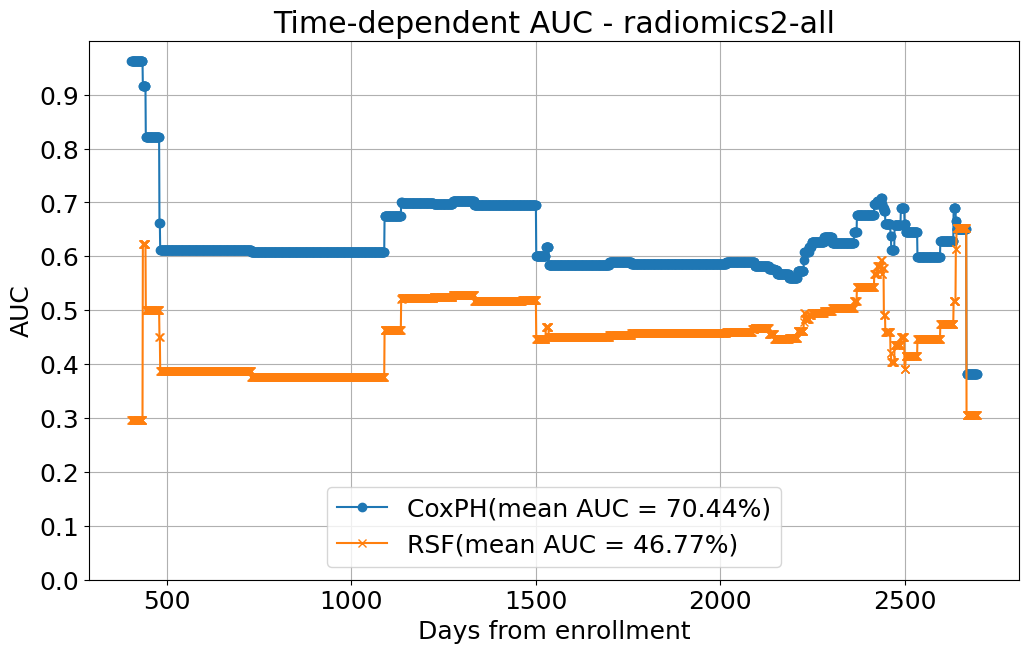 Time-dependent AUC - radiomics2-all
AUC
0.9
0.8
0.7
0.6
0.5
0.4
0.3
0.2
0.1
0.0
CoxPH(mean AUC = 70.44%)
RSF(mean AUC = 46.77%)
500 1000 1500 2000 2500
Days from enrollment